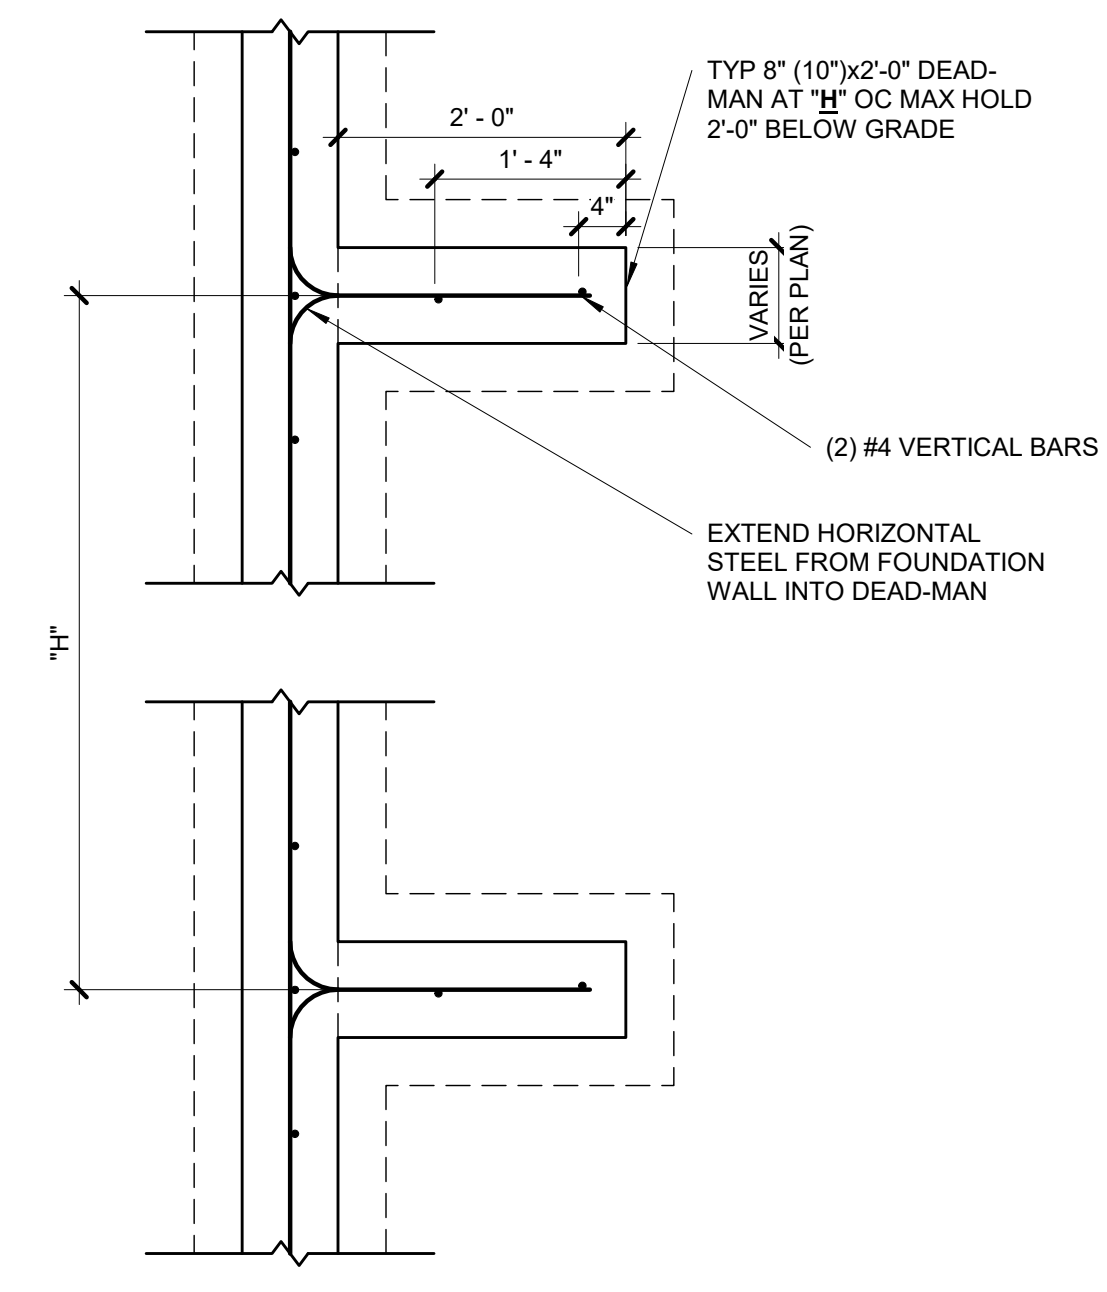 TYP 8" (10")x2'-0" DEAD-
MAN AT "H" OC MAX HOLD
2'-0" BELOW GRADE
2' - 0"
1' - 4"
4"
VARIES
(PER PLAN)
(2) #4 VERTICAL BARS
EXTEND HORIZONTAL
STEEL FROM FOUNDATION
WALL INTO DEAD-MAN
"H"